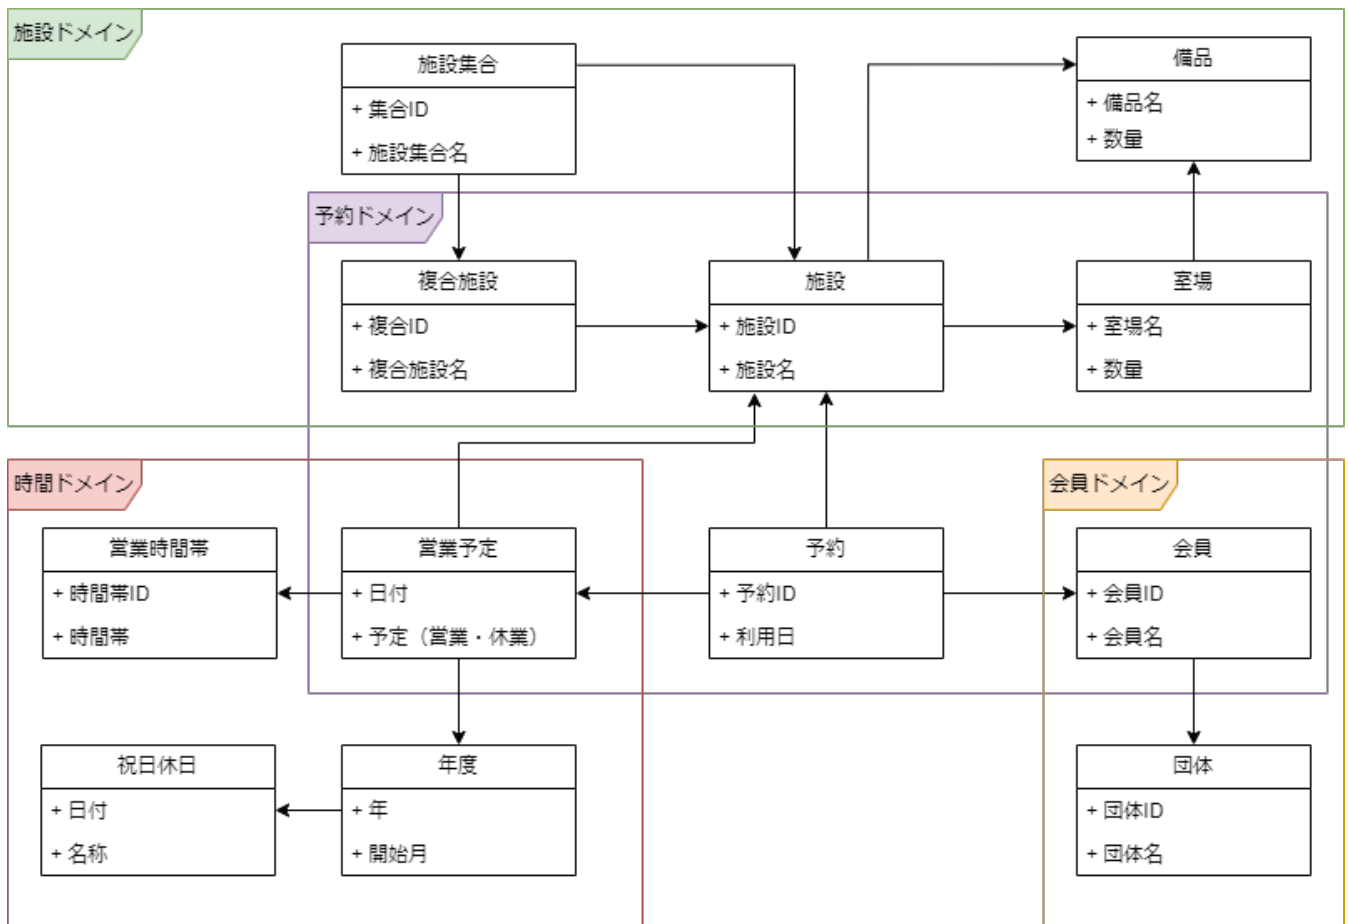 施設ドメイン
施設集合
+ 集合ID
+ 施設集合名
備品
+ 備品名
+ 数量
予約ドメイン
複合施設
+ 複合ID
+ 複合施設名
施設
+ 施設ID
+ 施設名
室場
+ 室場名
+ 数量
時間ドメイン
会員ドメイン
営業時間帯
+ 時間帯ID
+ 時間帯
営業予定
+ 日付
+ 予定（営業・休業）
予約
+ 予約ID
+ 利用日
会員
+ 会員ID
+ 会員名
祝日休日
+ 日付
+ 名称
年度
+ 年
+ 開始月
団体
+ 団体ID
+ 団体名